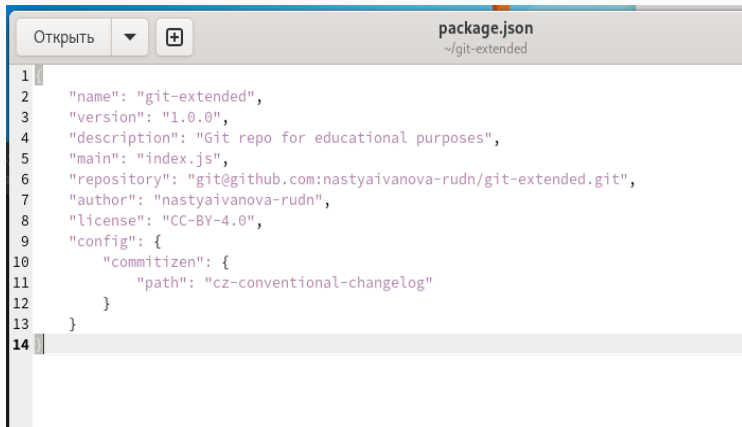 Открыть
package.json
~/git-extended
1 {
2     "name": "git-extended",
3     "version": "1.0.0",
4     "description": "Git repo for educational purposes",
5     "main": "index.js",
6     "repository": "git@github.com:nastyaivanova-rudn/git-extended.git",
7     "author": "nastyaivanova-rudn",
8     "license": "CC-BY-4.0",
9     "config": {
10         "commitizen": {
11             "path": "cz-conventional-changelog"
12         }
13     }
14 }